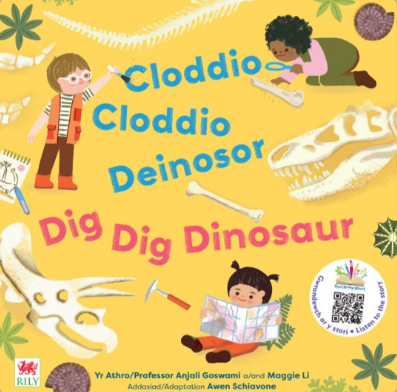 Cloddio
Cloddio
Deinosor
Dig Dig Dinosaur
Gwrandewch ar y stori • Listen to the story
Yr Athro/Professor Anjali Goswami a/and Maggie Li
Addasiad/Adaptation Awen Schiavone
RILY